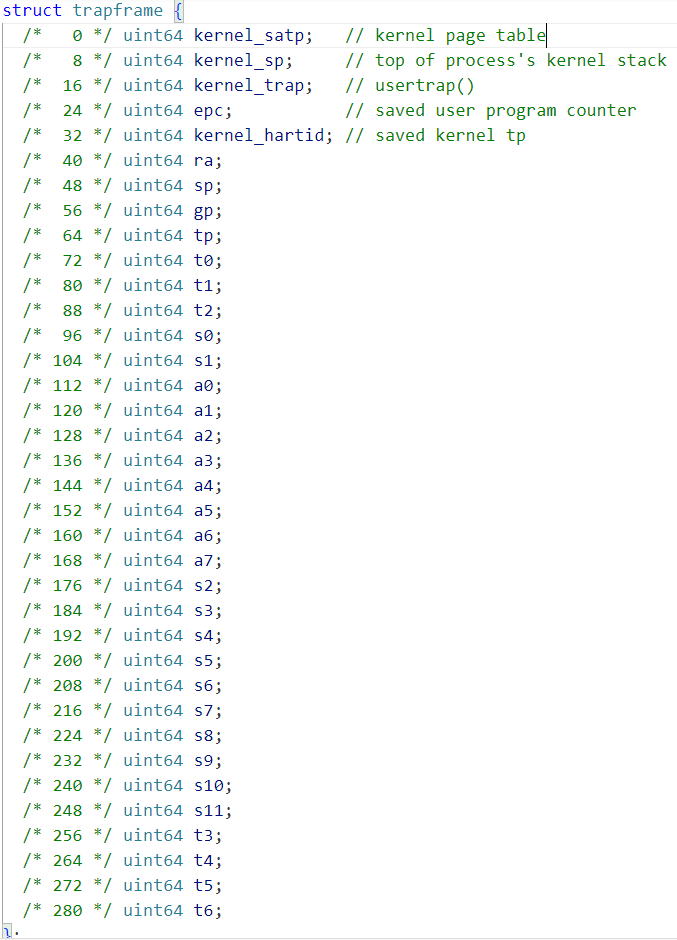 struct trapframe {
  /*   0 */ uint64 kernel_satp;   // kernel page table
  /*   8 */ uint64 kernel_sp;     // top of process's kernel stack
  /*  16 */ uint64 kernel_trap;   // usertrap()
  /*  24 */ uint64 epc;           // saved user program counter
  /*  32 */ uint64 kernel_hartid; // saved kernel tp
  /*  40 */ uint64 ra;
  /*  48 */ uint64 sp;
  /*  56 */ uint64 gp;
  /*  64 */ uint64 tp;
  /*  72 */ uint64 t0;
  /*  80 */ uint64 t1;
  /*  88 */ uint64 t2;
  /*  96 */ uint64 s0;
  /* 104 */ uint64 s1;
  /* 112 */ uint64 a0;
  /* 120 */ uint64 a1;
  /* 128 */ uint64 a2;
  /* 136 */ uint64 a3;
  /* 144 */ uint64 a4;
  /* 152 */ uint64 a5;
  /* 160 */ uint64 a6;
  /* 168 */ uint64 a7;
  /* 176 */ uint64 s2;
  /* 184 */ uint64 s3;
  /* 192 */ uint64 s4;
  /* 200 */ uint64 s5;
  /* 208 */ uint64 s6;
  /* 216 */ uint64 s7;
  /* 224 */ uint64 s8;
  /* 232 */ uint64 s9;
  /* 240 */ uint64 s10;
  /* 248 */ uint64 s11;
  /* 256 */ uint64 t3;
  /* 264 */ uint64 t4;
  /* 272 */ uint64 t5;
  /* 280 */ uint64 t6;
};